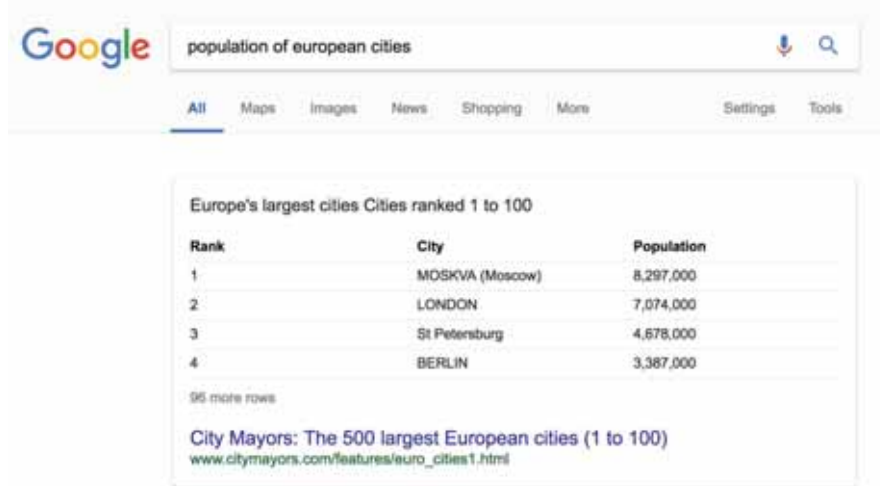 Google population of european cities
All Maps Images News Shopping More Settings Tools
Europe's largest cities Cities ranked 1 to 100
Rank City Population
1 MOSKVA (Moscow) 8,297,000
2 LONDON 7,074,000
3 St Petersburg 4,678,000
4 BERLIN 3,387,000
96 more rows
City Mayors: The 500 largest European cities (1 to 100)
www.citymayors.com/features/euro_cities1.html